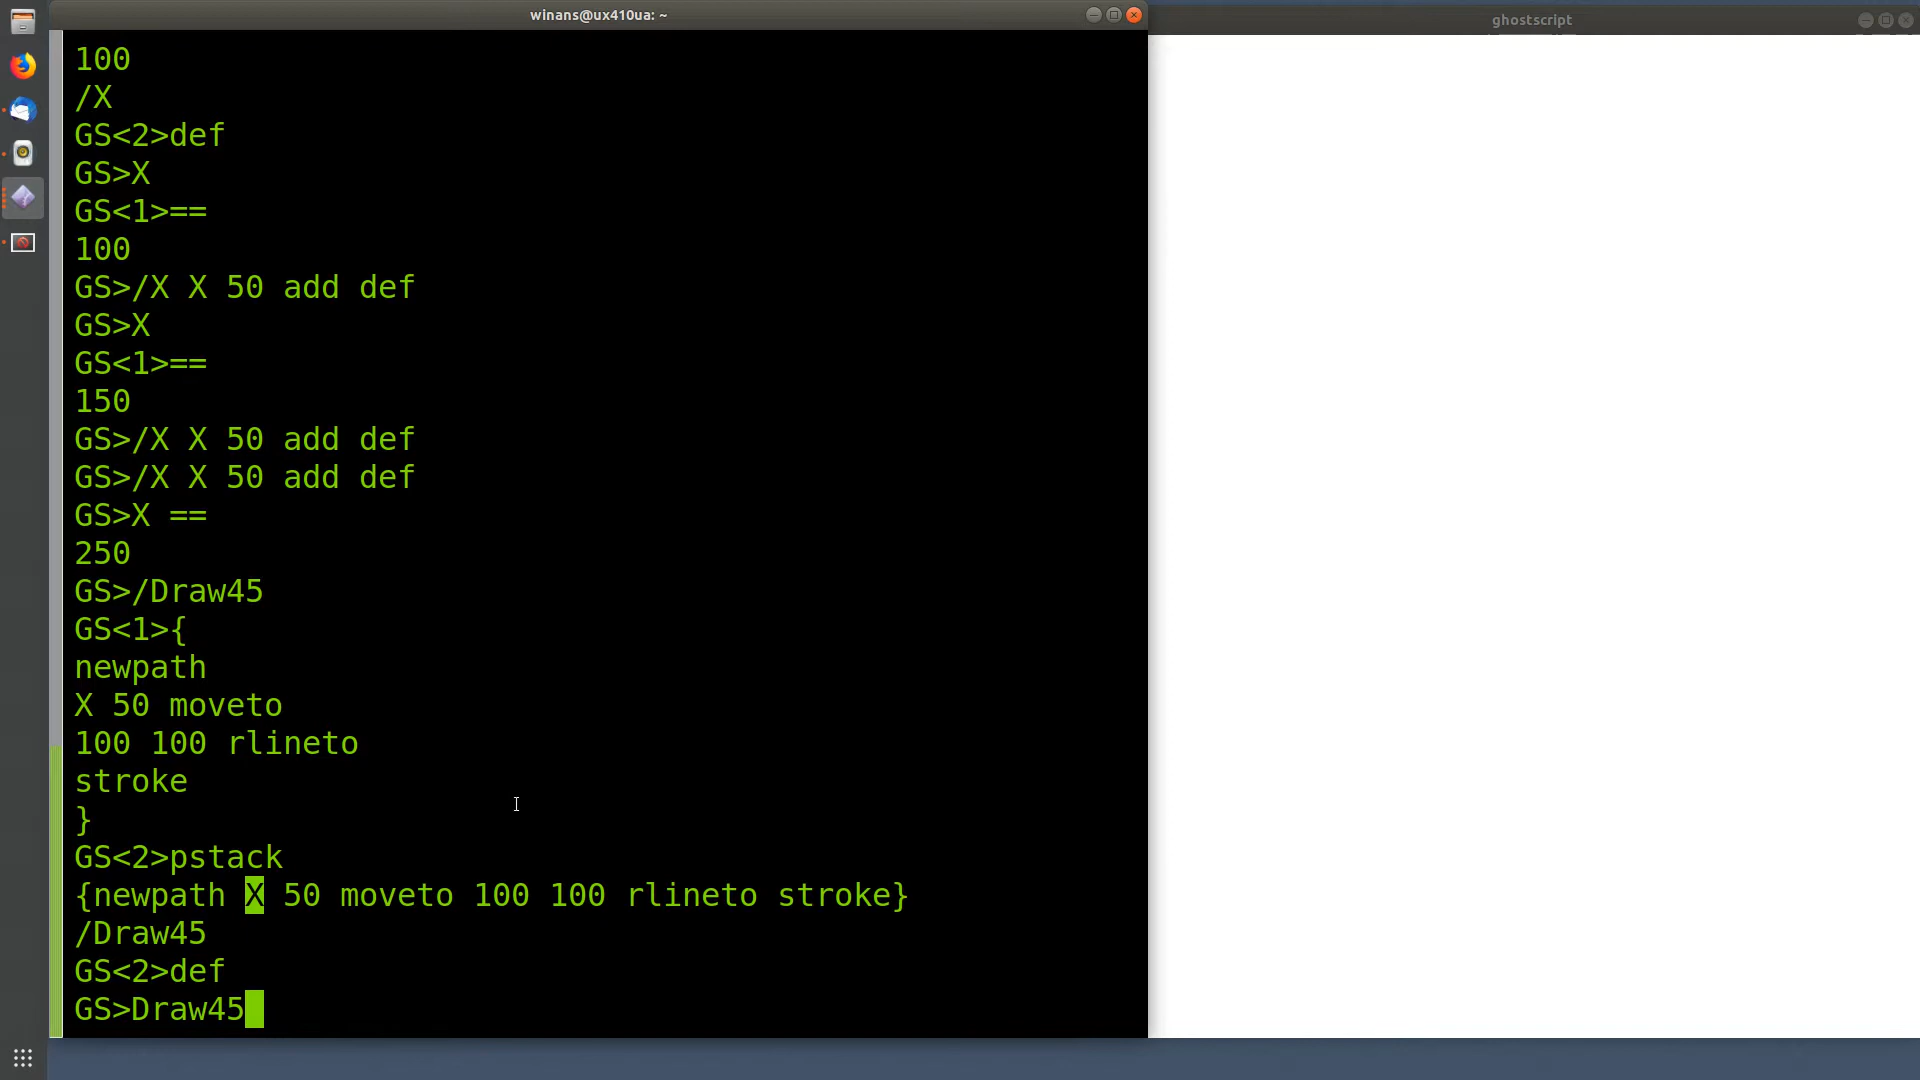 winans@ux410ua: ~
ghostscript
100
/X
GS<2>def
GS>X
GS<1>==
100
GS>/X X 50 add def
GS>X
GS<1>==
150
GS>/X X 50 add def
GS>/X X 50 add def
GS>X ==
250
GS>/Draw45
GS<1>{
newpath
X 50 moveto
100 100 rlineto
stroke
}
GS<2>pstack
{newpath X 50 moveto 100 100 rlineto stroke}
/Draw45
GS<2>def
GS>Draw45